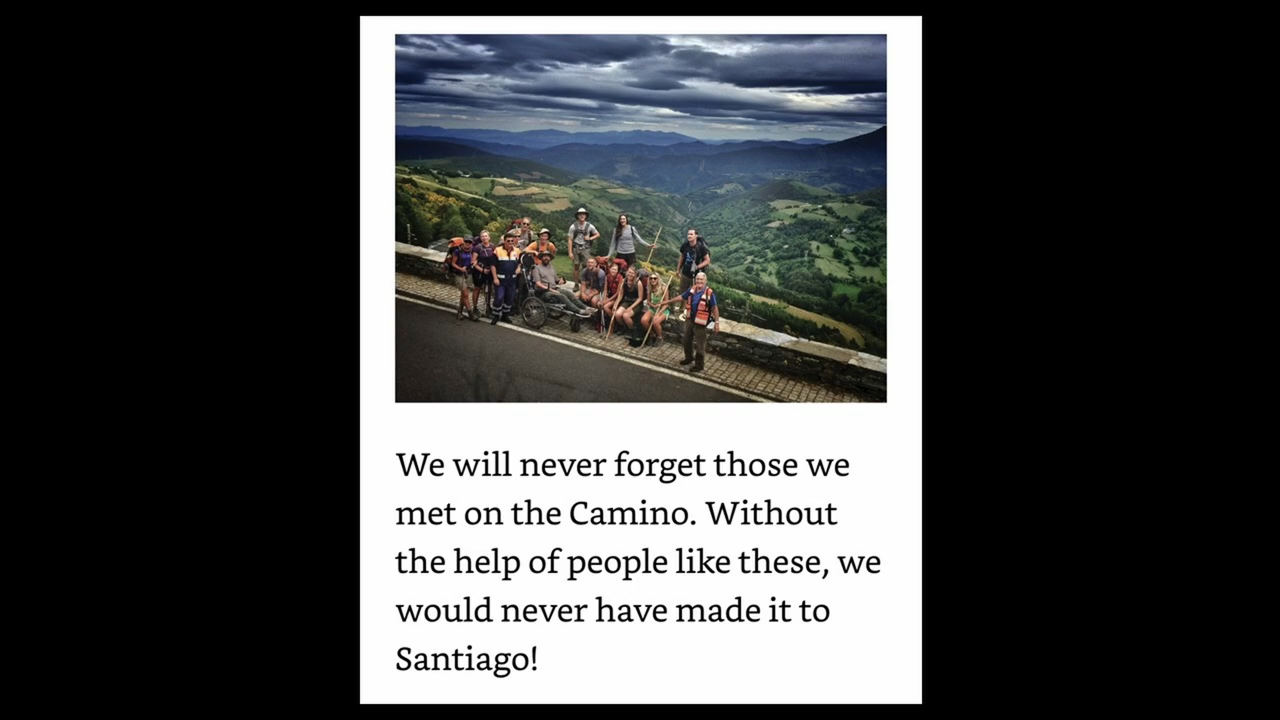 We will never forget those we
met on the Camino. Without
the help of people like these, we
would never have made it to
Santiago!